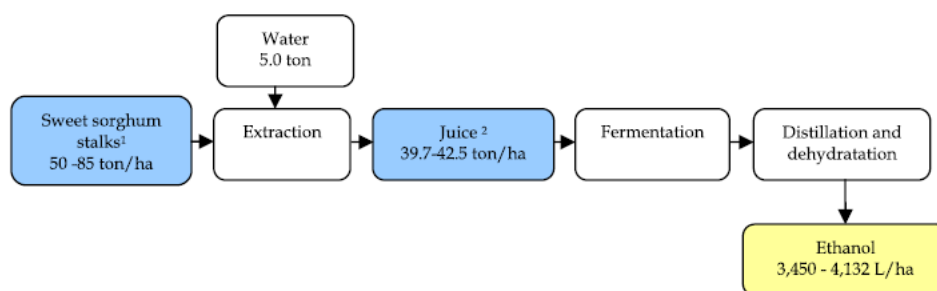 Water
5.0 ton
Sweet sorghum
stalks¹
50 -85 ton/ha
Extraction
Juice ²
39.7-42.5 ton/ha
Fermentation
Distillation and
dehydratation
Ethanol
3,450 - 4,132 L/ha